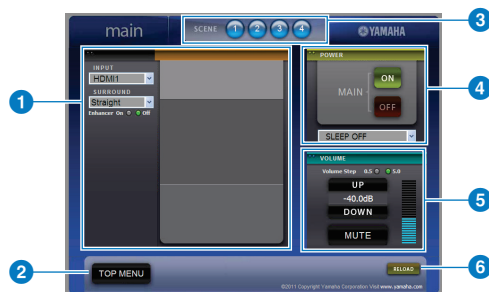 main
SCENE 1 2 3 4
YAMAHA
3
1
INPUT
HDMI1
SURROUND
Straight
Enhancer On Off
POWER
MAIN
ON
OFF
SLEEP OFF
4
VOLUME
Volume Step 0.5 5.0
UP
-40.0dB
DOWN
MUTE
5
2
TOP MENU
RELOAD
6
©2011 Copyright Yamaha Corporation Visit www.yamaha.com